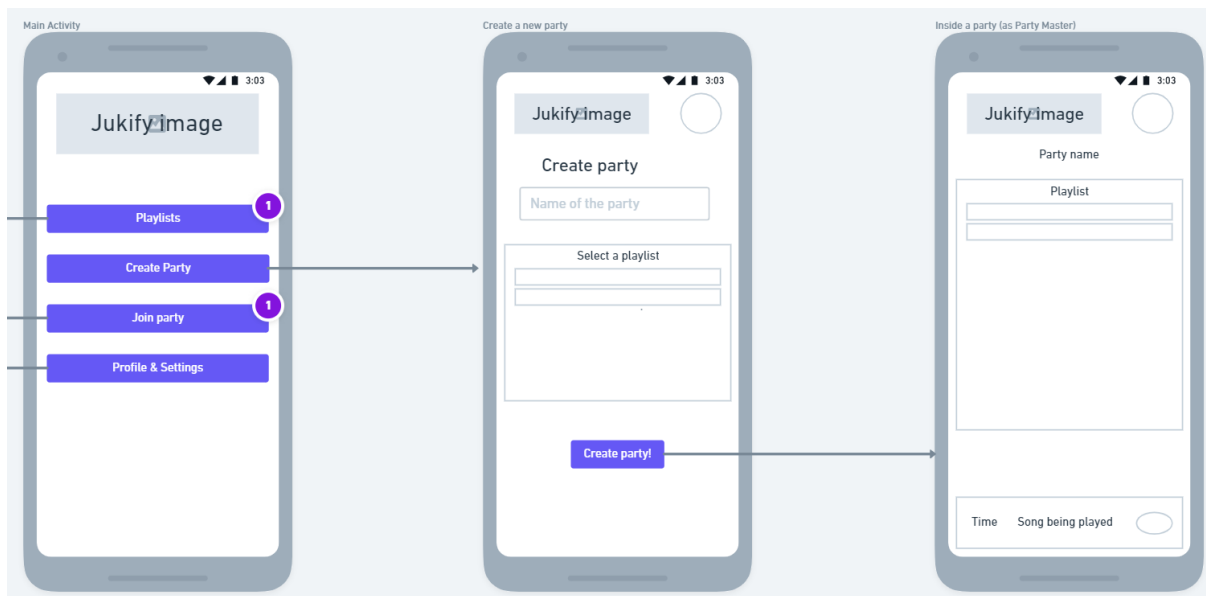 Main Activity
3:03
Jukify image
Playlists
1
Create Party
Join party
1
Profile & Settings
Create a new party
3:03
Jukify image
Create party
Name of the party
Select a playlist
Create party!
Inside a party (as Party Master)
3:03
Jukify image
Party name
Playlist
Time Song being played